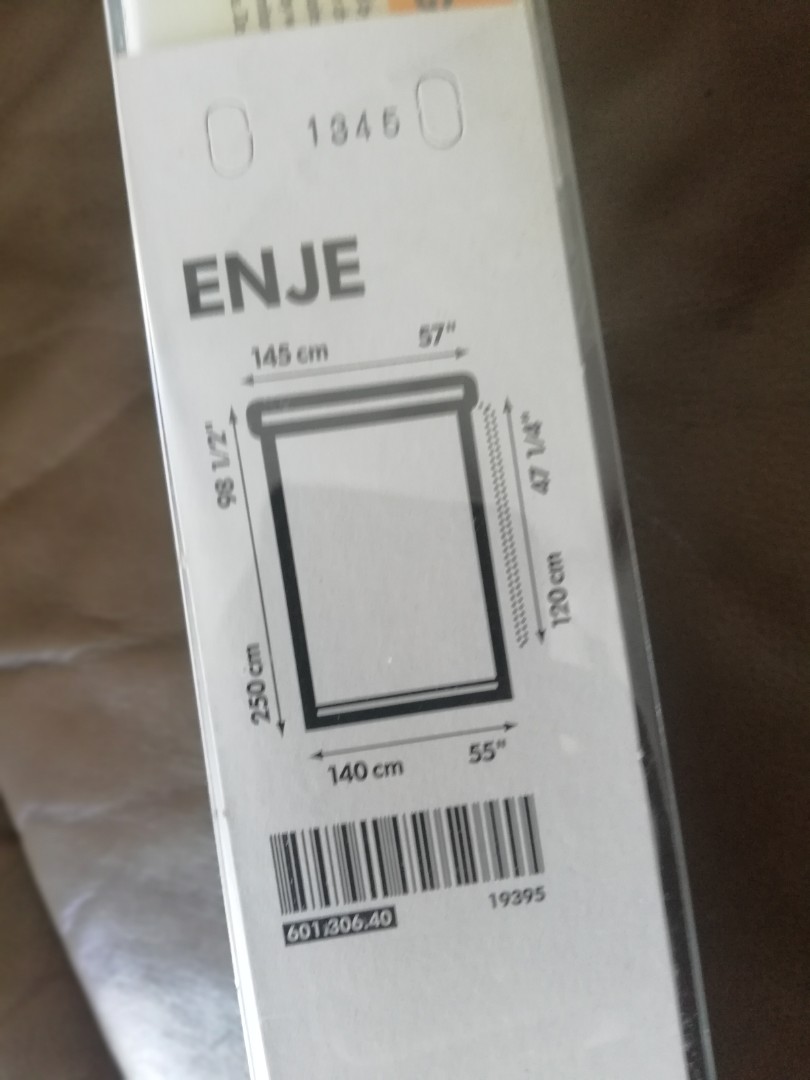 ENJE
145 cm 57"
98 1/2"
250 cm
47 1/4"
120 cm
140 cm 55"
601.306.40
19395